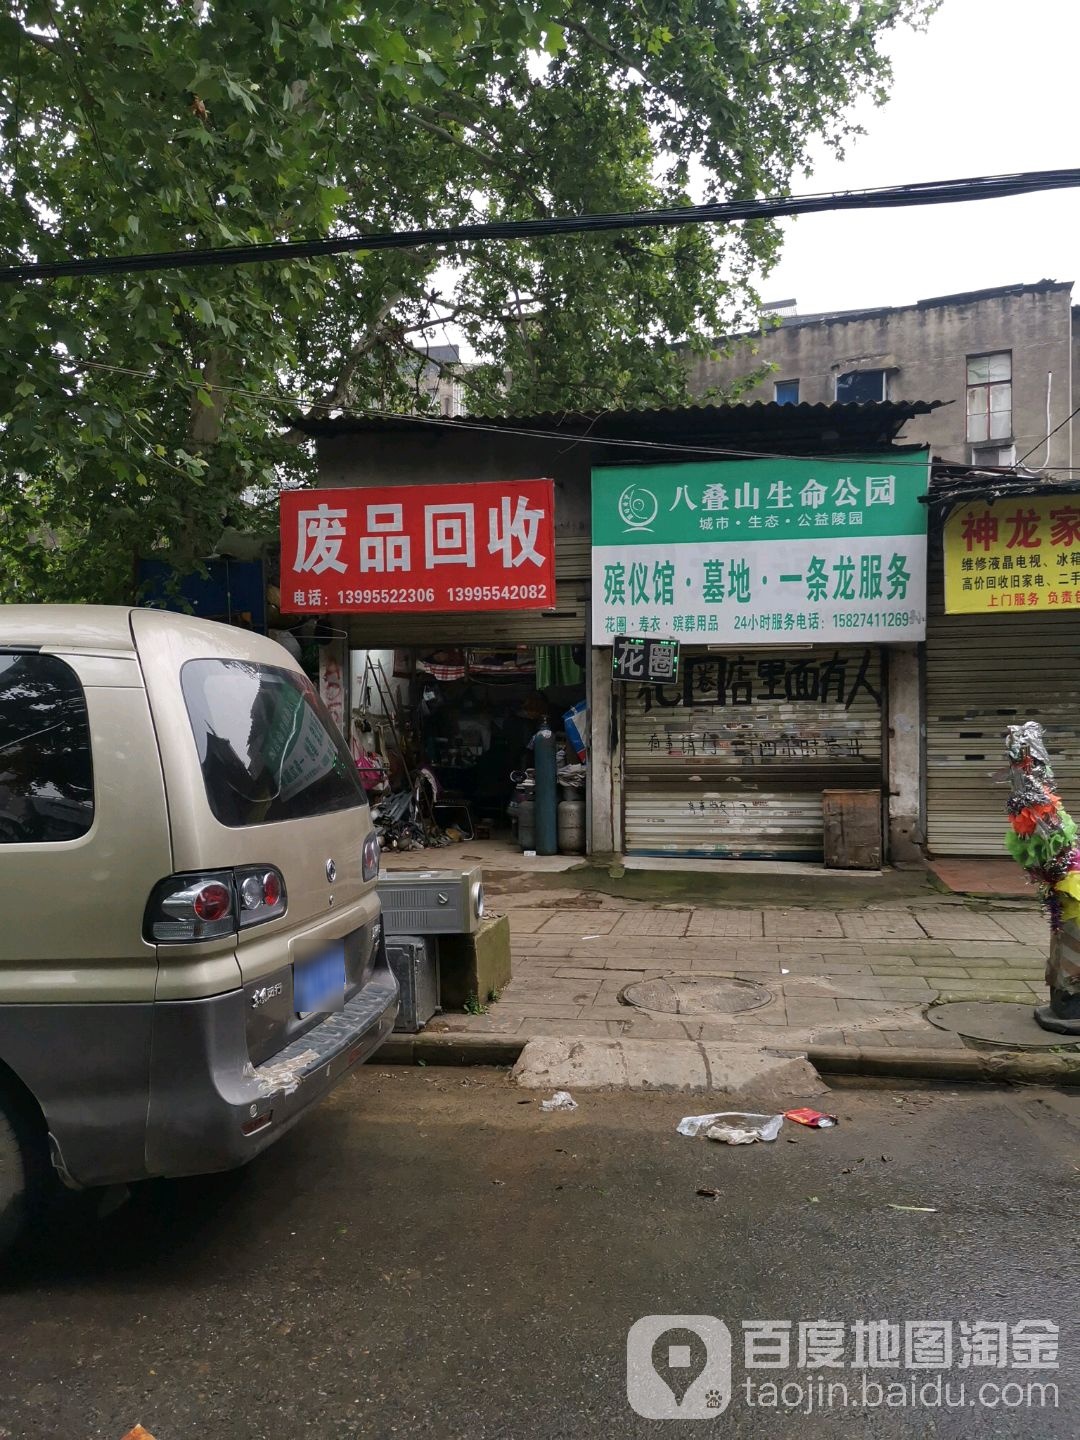 废品回收
电话：13995522306 13995542082
八叠山生命公园
城市·生态·公益陵园
殡仪馆·墓地·一条龙服务
花圈·寿衣·殡葬用品 24小时服务电话：15827411269
神龙家
维修液晶电视、冰箱
高价回收旧家电、二手
上门服务 负责
花圈
花圈店里面有人
百度地图淘金
taojin.baidu.com